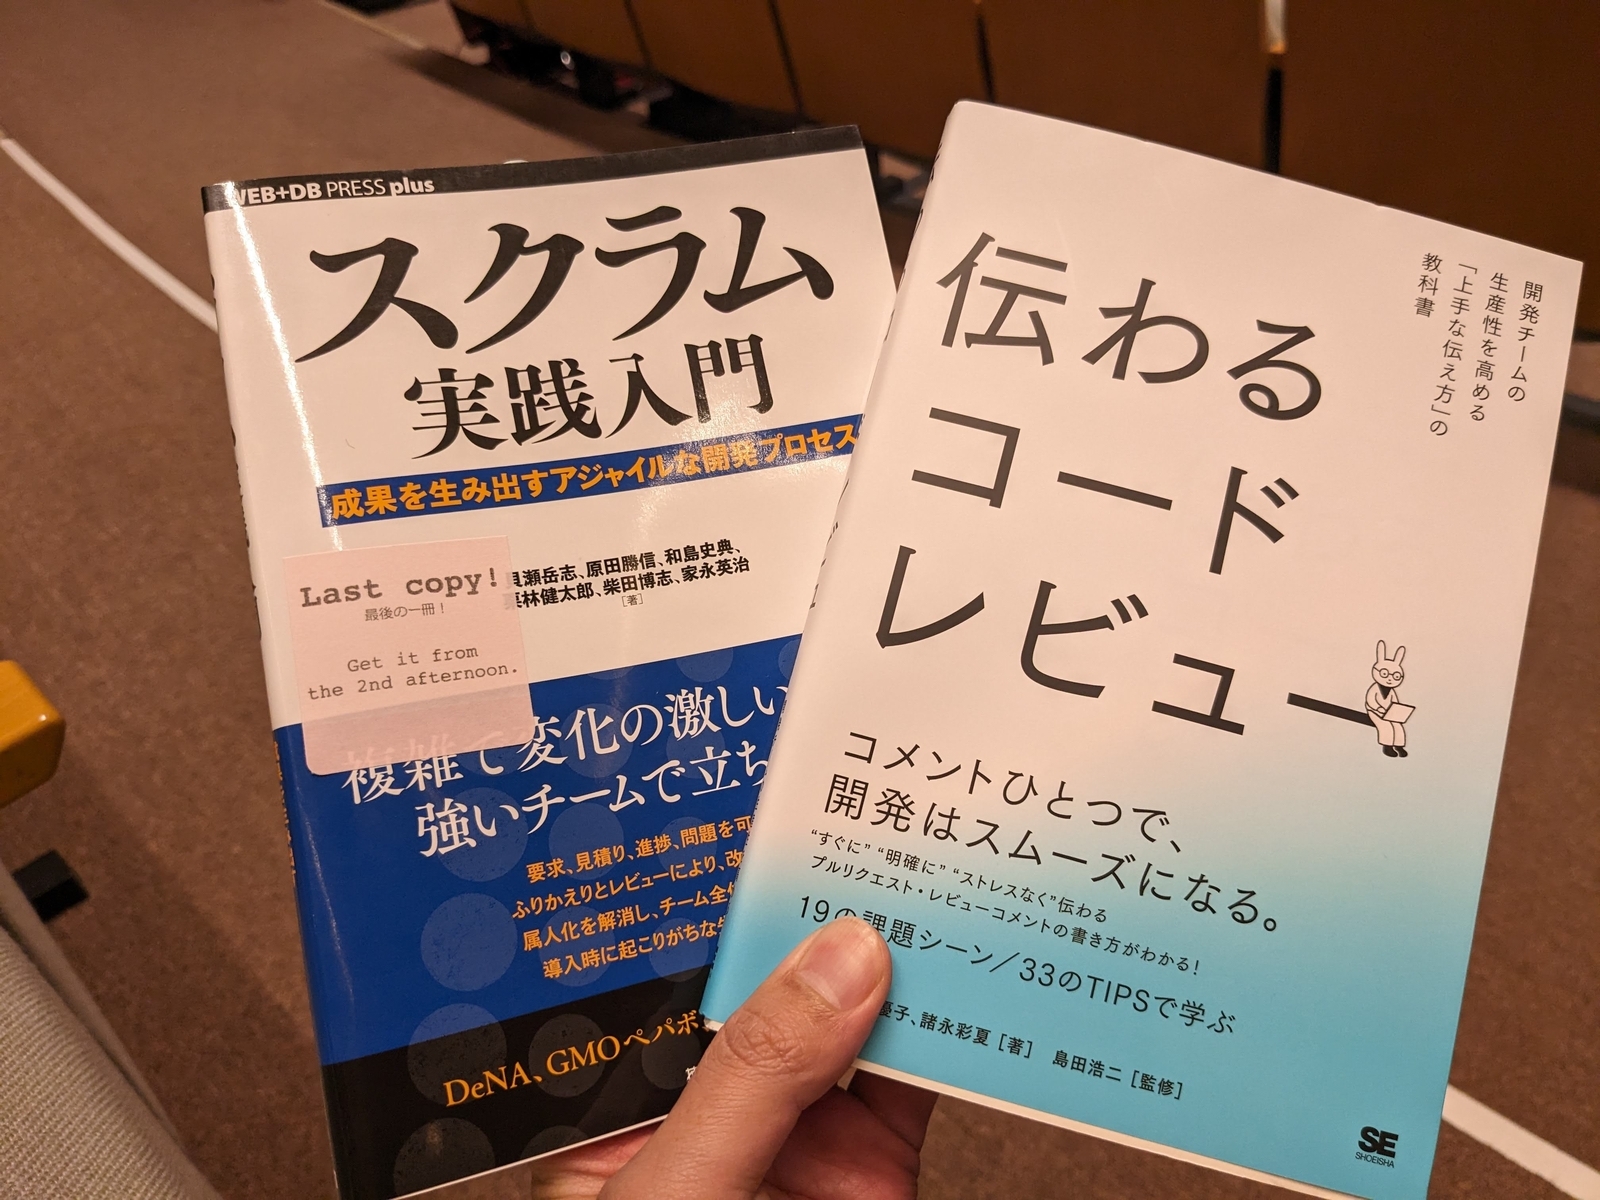 WEB+DB PRESS plus
スクラム
実践入門
成果を生み出すアジャイルな開発プロセス
貝瀬岳志、原田勝信、和島史典、
栗林健太郎、柴田博志、家永英治
[著]
Last copy!
最後の一冊!
Get it from
the 2nd afternoon.
複雑で変化の激しい
強いチームで立ち
要求、見積り、進捗、問題を可
ふりかえりとレビューにより、改
属人化を解消し、チーム全
導入時に起こりがちな
DeNA、GMOペパボ
開発チームの
生産性を高める
「上手な伝え方」の
教科書
伝わる
コード
レビュー
コメントひとつで、
開発はスムーズになる。
“すぐに” “明確に” “ストレスなく”伝わる
プルリクエスト・レビューコメントの書き方がわかる!
19の課題シーン/33のTIPSで学ぶ
優子、諸永彩夏 [著] 島田浩二 [監修]
SE
SHOEISHA